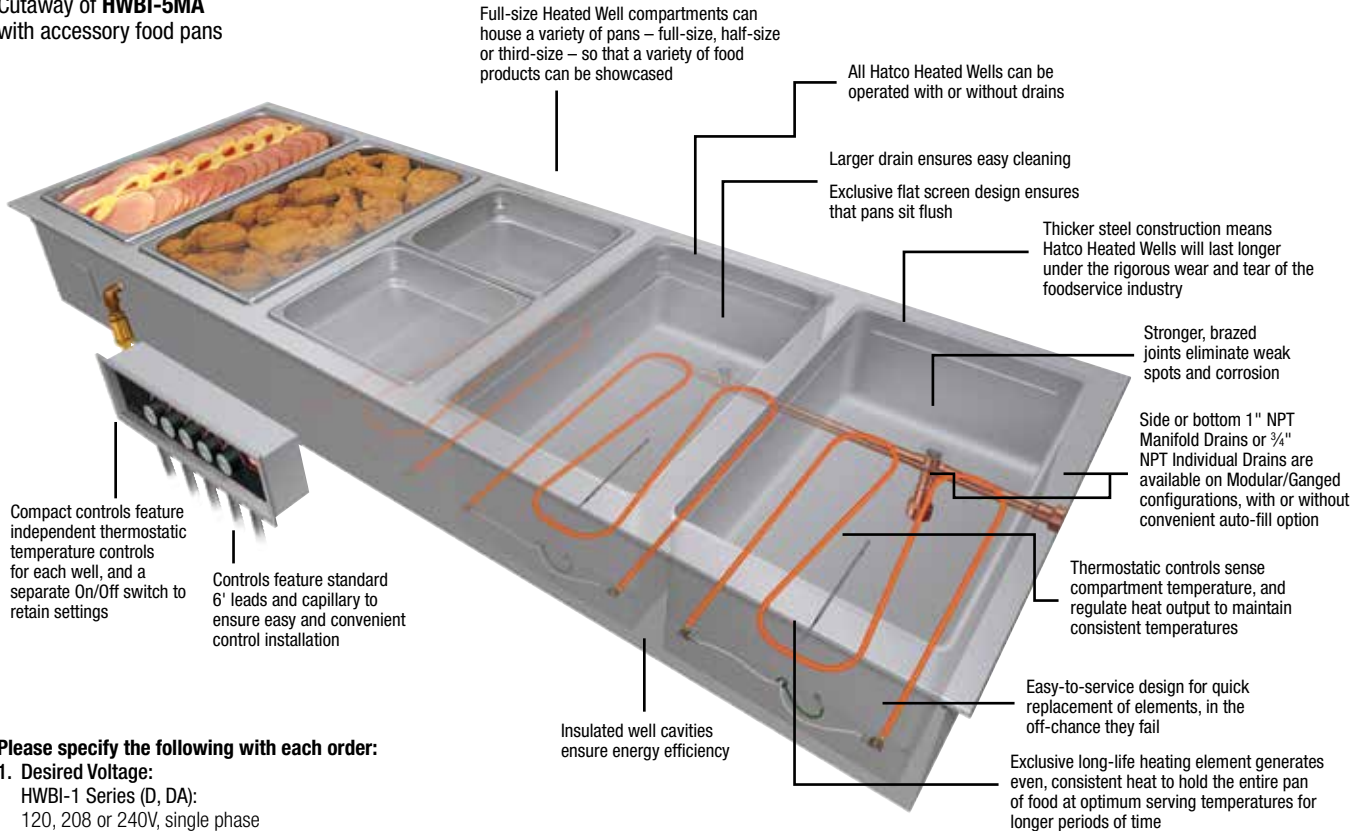 Cutaway of HWBI-5MA
with accessory food pans
Full-size Heated Well compartments can
house a variety of pans – full-size, half-size
or third-size – so that a variety of food
products can be showcased
All Hatco Heated Wells can be
operated with or without drains
Larger drain ensures easy cleaning
Exclusive flat screen design ensures
that pans sit flush
Thicker steel construction means
Hatco Heated Wells will last longer
under the rigorous wear and tear of the
foodservice industry
Stronger, brazed
joints eliminate weak
spots and corrosion
Side or bottom 1" NPT
Manifold Drains or ¾"
NPT Individual Drains are
available on Modular/Ganged
configurations, with or without
convenient auto-fill option
Compact controls feature
independent thermostatic
temperature controls
for each well, and a
separate On/Off switch to
retain settings
Controls feature standard
6' leads and capillary to
ensure easy and convenient
control installation
Thermostatic controls sense
compartment temperature, and
regulate heat output to maintain
consistent temperatures
Easy-to-service design for quick
replacement of elements, in the
off-chance they fail
Insulated well cavities
ensure energy efficiency
Exclusive long-life heating element generates
even, consistent heat to hold the entire pan
of food at optimum serving temperatures for
longer periods of time
Please specify the following with each order:
1. Desired Voltage:
HWBI-1 Series (D, DA):
120, 208 or 240V, single phase